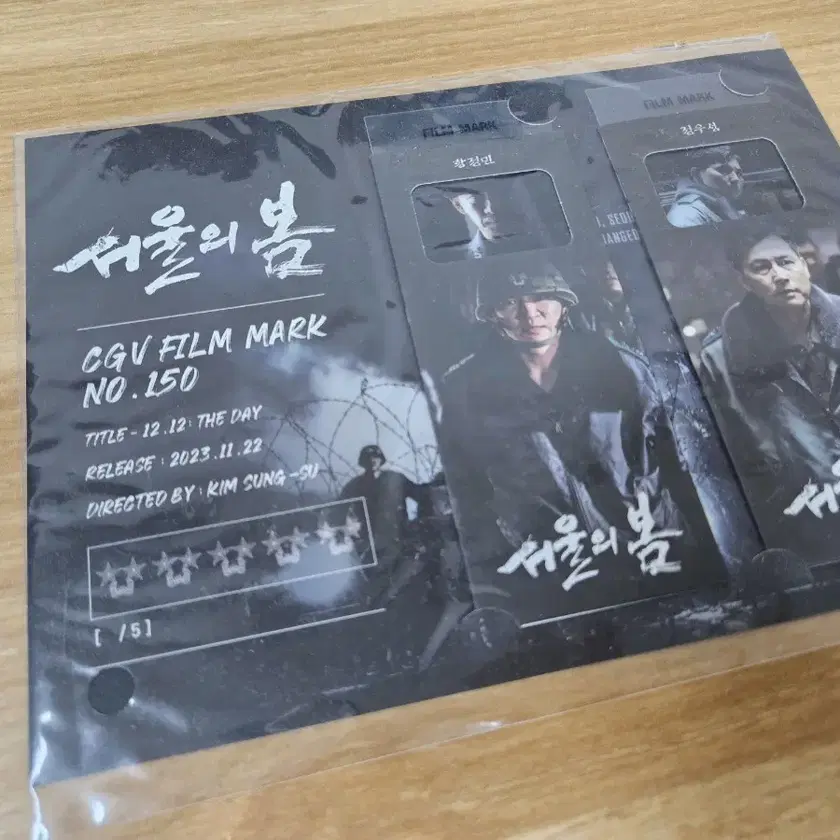 서울의 봄
CGV FILM MARK
NO.150
TITLE - 12.12: THE DAY
RELEASE : 2023.11.22
DIRECTED BY : KIM SUNG-SU
[ /5]
FILM MARK
황정민
서울의 봄
SEOU
FILM MARK
정우성
서